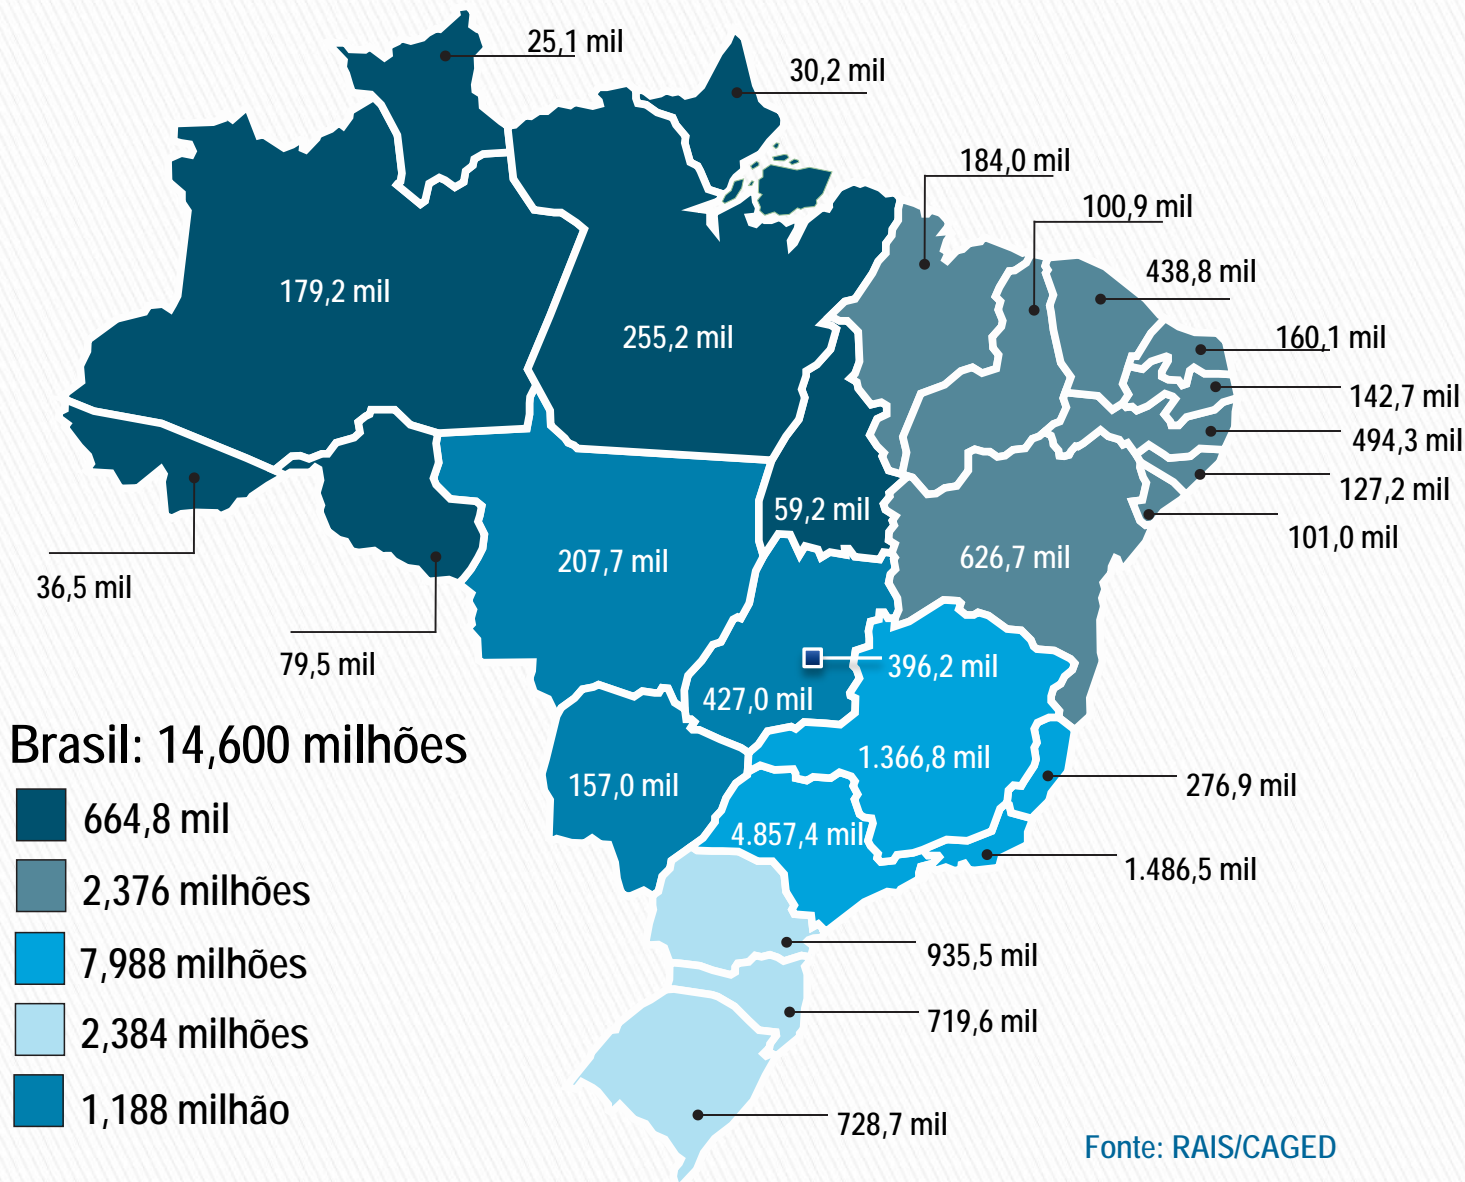 25,1 mil
30,2 mil
184,0 mil
100,9 mil
438,8 mil
179,2 mil
255,2 mil
160,1 mil
142,7 mil
494,3 mil
127,2 mil
59,2 mil
101,0 mil
207,7 mil
626,7 mil
36,5 mil
79,5 mil
396,2 mil
427,0 mil
Brasil: 14,600 milhões
1.366,8 mil
157,0 mil
276,9 mil
664,8 mil
4.857,4 mil
1.486,5 mil
2,376 milhões
935,5 mil
7,988 milhões
719,6 mil
2,384 milhões
1,188 milhão
728,7 mil
Fonte: RAIS/CAGED